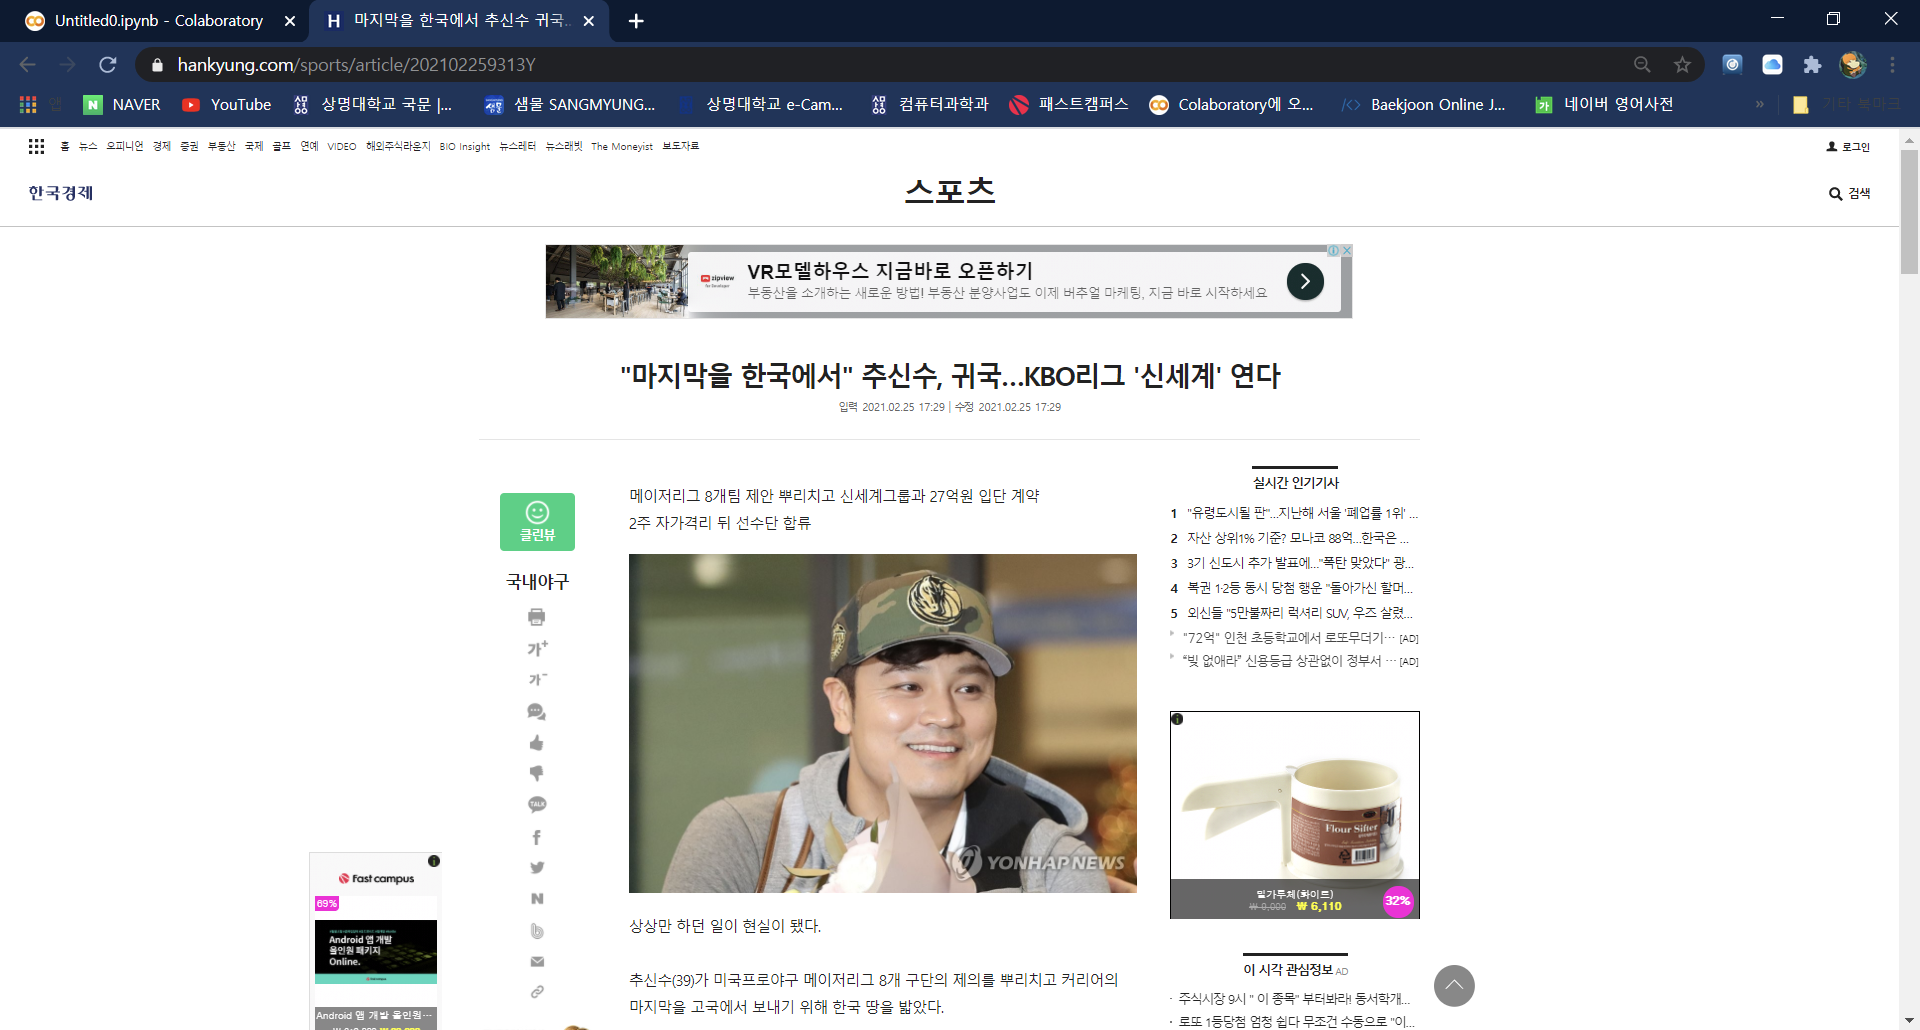 Untitled0.ipynb - Colaboratory
마지막을 한국에서 추신수 귀국...
hankyung.com/sports/article/202102259313Y
앱
NAVER
YouTube
상명대학교 국문 |...
샘물 SANGMYUNG...
상명대학교 e-Cam...
컴퓨터과학과
패스트캠퍼스
Colaboratory에 오...
Baekjoon Online J...
네이버 영어사전
기타 북마크
홈 뉴스 오피니언 경제 증권 부동산 국제 골프 연예 VIDEO 해외주식라운지 BIO Insight 뉴스레터 뉴스래빗 The Moneyist 보도자료
로그인
한국경제
스포츠
검색
zipview
for Developer
VR모델하우스 지금바로 오픈하기
부동산을 소개하는 새로운 방법! 부동산 분양사업도 이제 버추얼 마케팅, 지금 바로 시작하세요
"마지막을 한국에서" 추신수, 귀국…KBO리그 '신세계' 연다
입력 2021.02.25 17:29 | 수정 2021.02.25 17:29
클린뷰
국내야구
가+
가-
TALK
메이저리그 8개팀 제안 뿌리치고 신세계그룹과 27억원 입단 계약
2주 자가격리 뒤 선수단 합류
YONHAP NEWS
상상만 하던 일이 현실이 됐다.
추신수(39)가 미국프로야구 메이저리그 8개 구단의 제의를 뿌리치고 커리어의
마지막을 고국에서 보내기 위해 한국 땅을 밟았다.
실시간 인기기사
1 "유령도시될 판"…지난해 서울 '폐업률 1위' ...
2 자산 상위1% 기준? 모나코 88억…한국은 ...
3 3기 신도시 추가 발표에…"폭탄 맞았다" 광...
4 복권 1·2등 동시 당첨 행운 "돌아가신 할머...
5 외신들 "5만불짜리 럭셔리 SUV, 우즈 살렸...
"72억" 인천 초등학교에서 로또무더기… [AD]
“빚 없애라” 신용등급 상관없이 정부서 … [AD]
Flour Sifter
밀가루체(화이트)
₩ 6,110
32%
이 시각 관심정보 AD
· 주식시장 9시 " 이 종목" 부터봐라! 동서학개...
· 로또 1등당첨 엄청 쉽다 무조건 수동으로 "이...
Fast campus
69%
Android 앱 개발
올인원 패키지
Online.
Android 앱 개발 올인원…